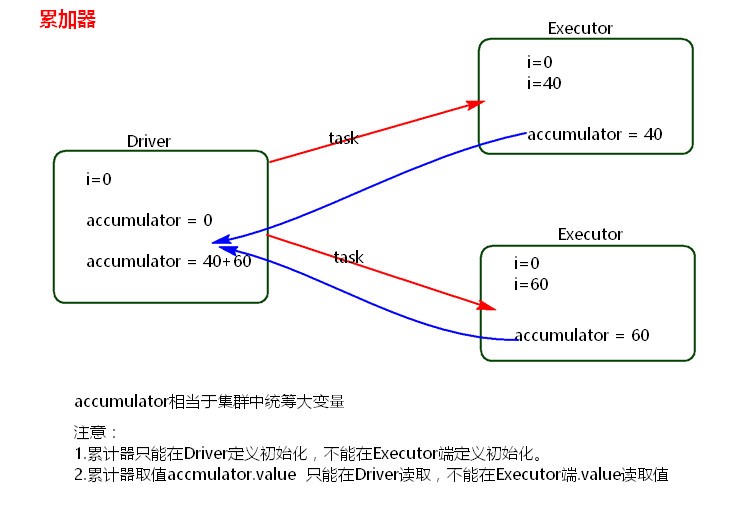 累加器
Executor
i=0
i=40
accumulator = 40
task
Driver
i=0
accumulator = 0
accumulator = 40+60
task
Executor
i=0
i=60
accumulator = 60
accumulator相当于集群中统筹大变量
注意：
1.累计器只能在Driver定义初始化，不能在Executor端定义初始化。
2.累计器取值accmulator.value 只能在Driver读取，不能在Executor端.value读取值